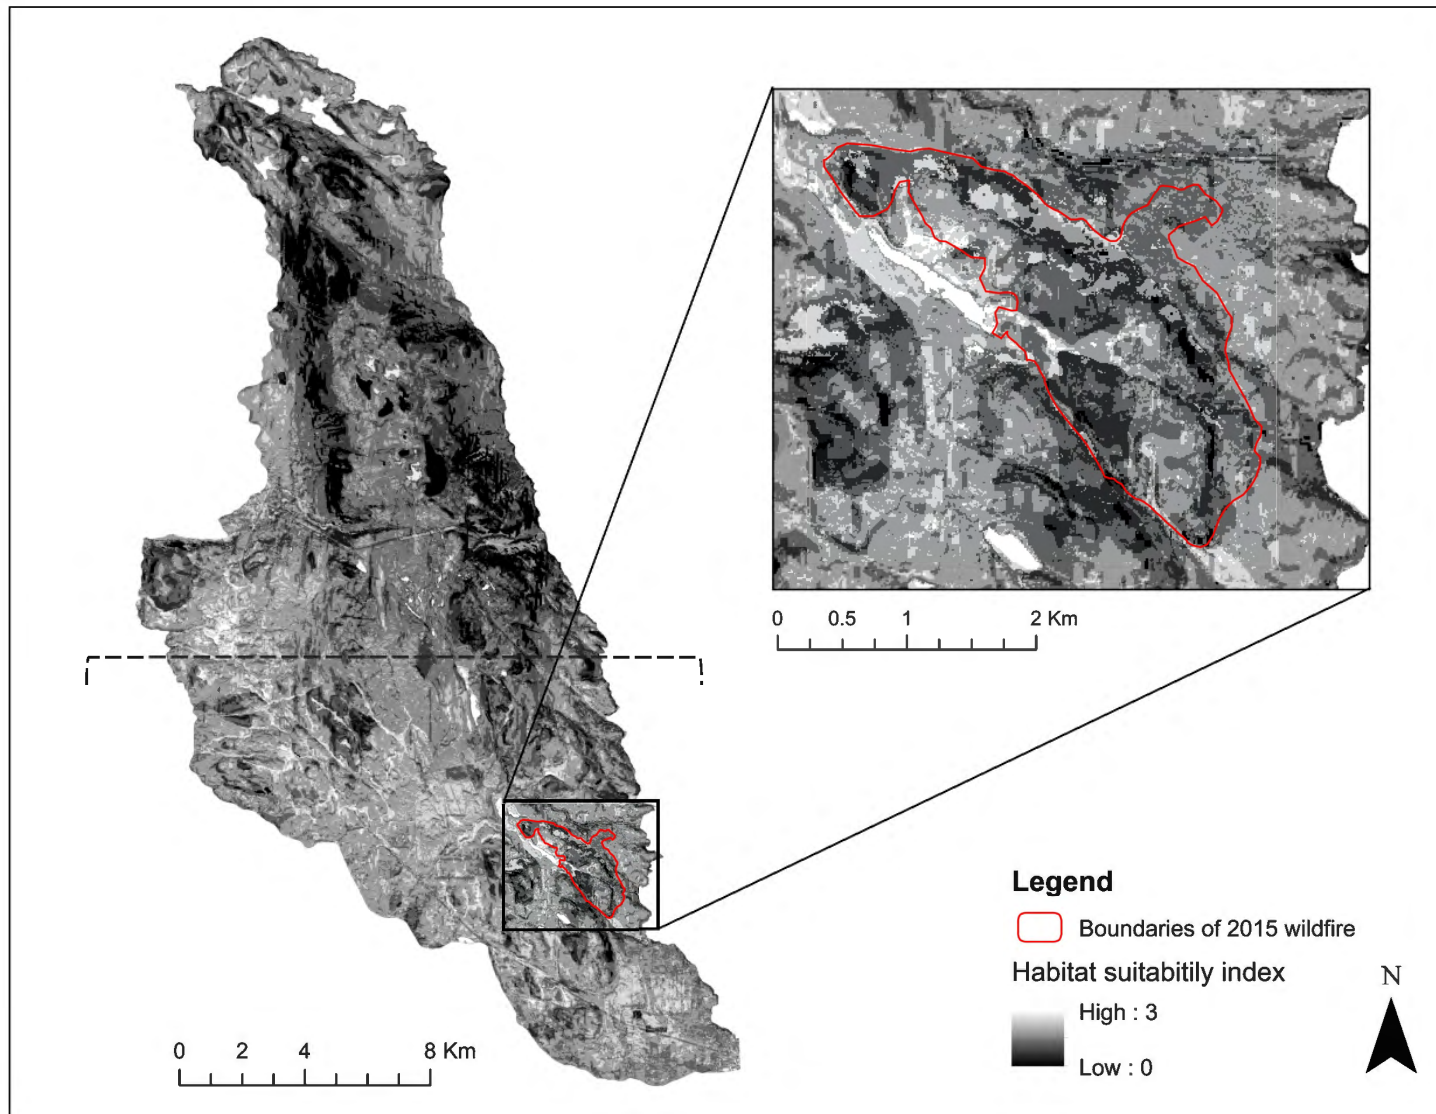 0 0.5 1 2 Km
Legend
Boundaries of 2015 wildfire
Habitat suitabitily index
High : 3
Low : 0
N
0 2 4 8 Km